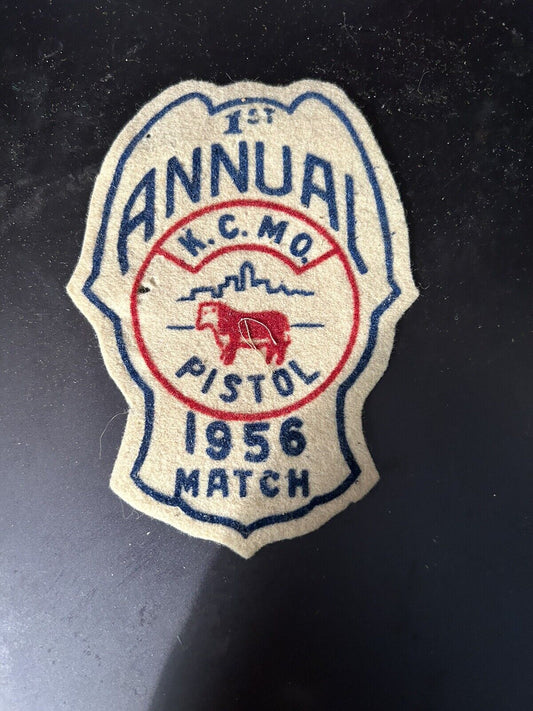 1ST
ANNUAL
K.C.MO.
PISTOL
1956
MATCH